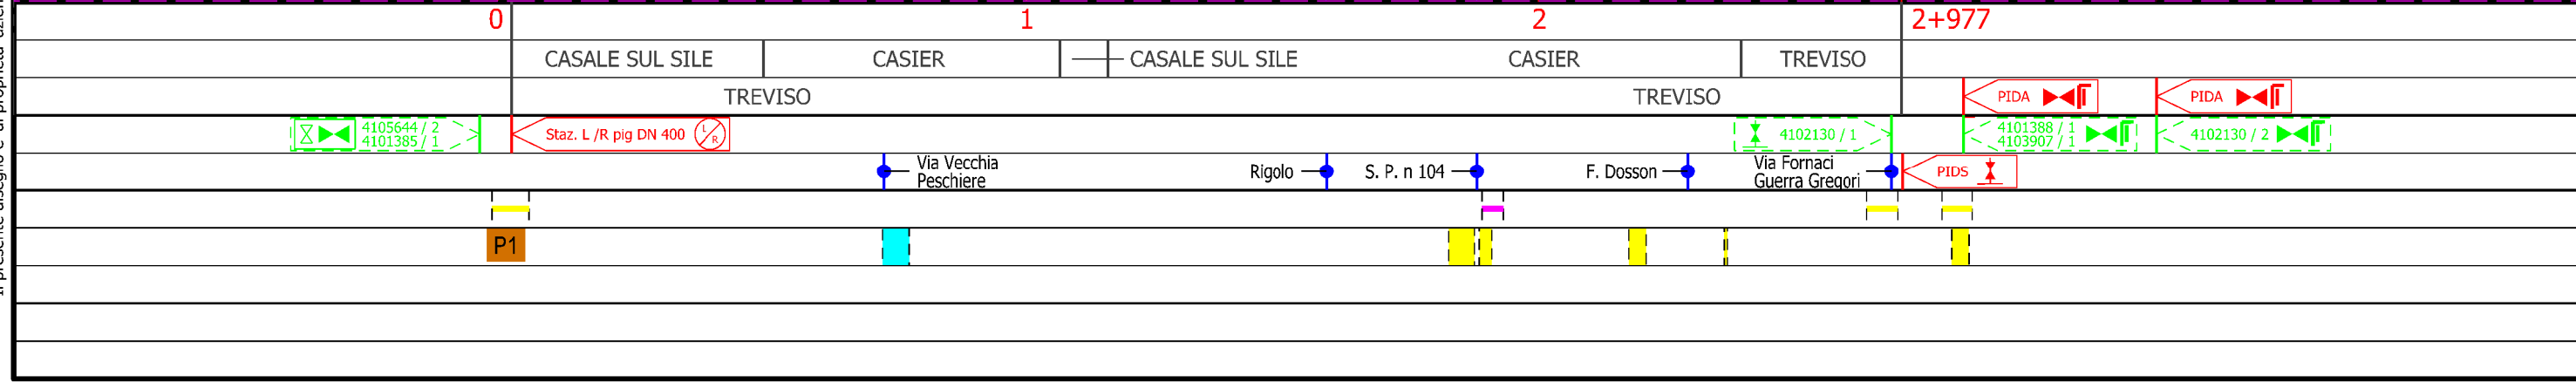 0 1 2 2+977
CASALE SUL SILE CASIER CASALE SUL SILE CASIER TREVISO
TREVISO TREVISO PIDA PIDA
4105644 / 2
4101385 / 1
Staz. L /R pig DN 400 L/R
4102130 / 1
4101388 / 1
4103907 / 1
4102130 / 2
Via Vecchia
Peschiere
Rigolo
S. P. n 104
F. Dosson
Via Fornaci
Guerra Gregori
PIDS
P1